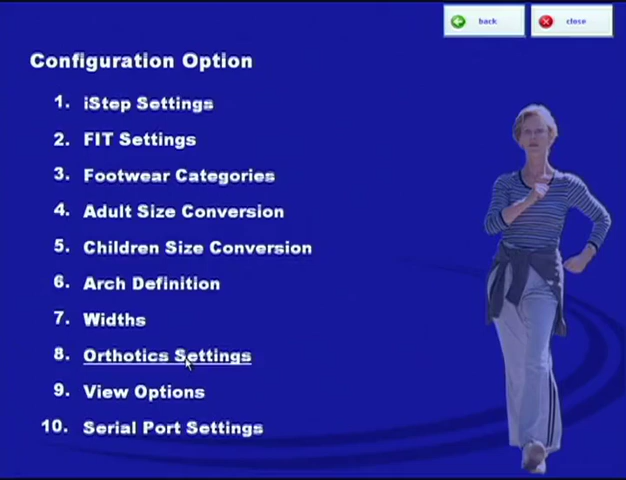 back
close
Configuration Option
1. iStep Settings
2. FIT Settings
3. Footwear Categories
4. Adult Size Conversion
5. Children Size Conversion
6. Arch Definition
7. Widths
8. Orthotics Settings
9. View Options
10. Serial Port Settings